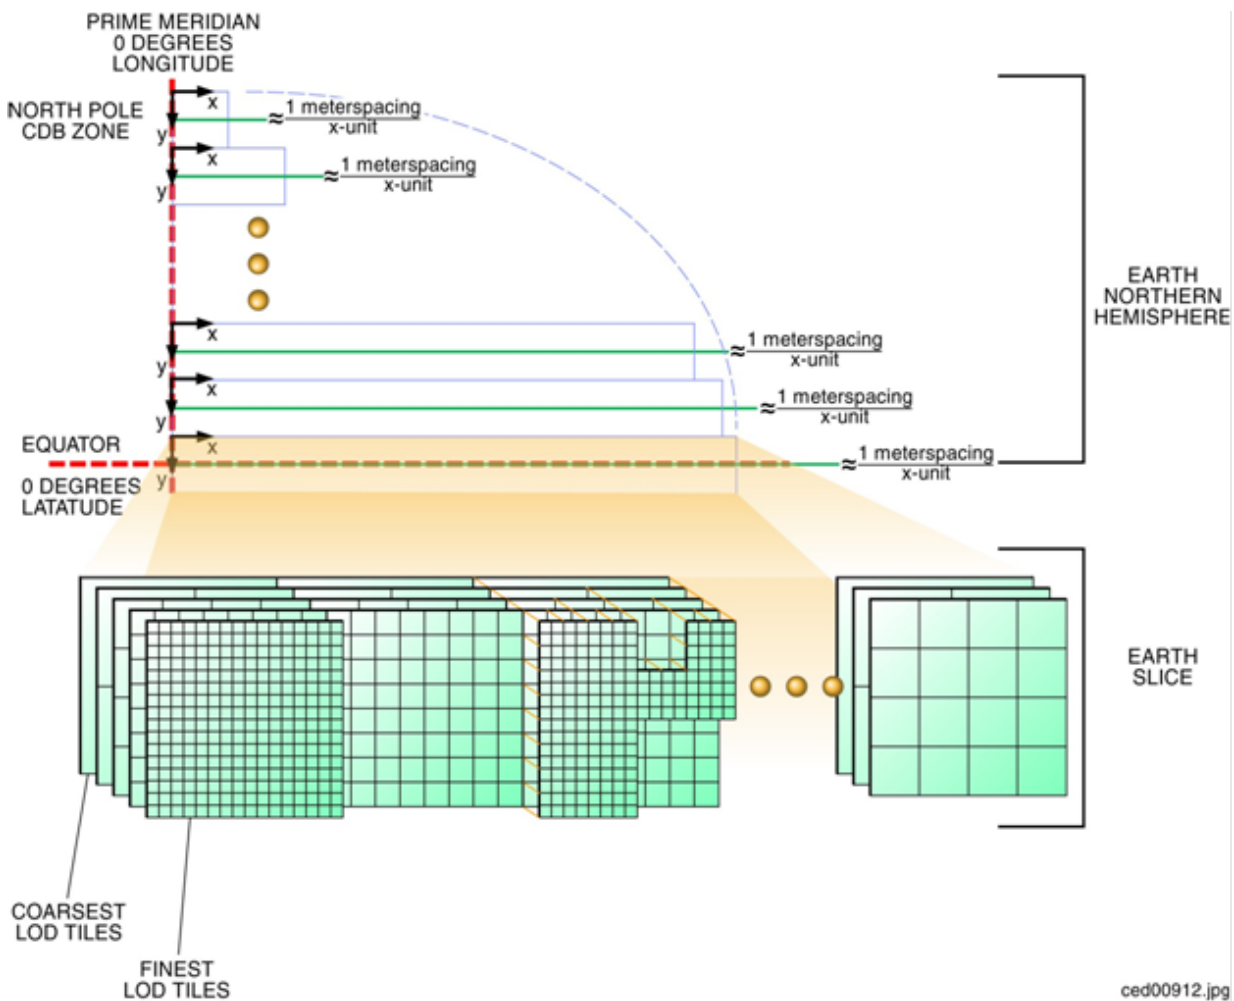 PRIME MERIDIAN
0 DEGREES
LONGITUDE
NORTH POLE
CDB ZONE
x
y
≈ 1 meterspacing
x-unit
x
y
≈ 1 meterspacing
x-unit
EARTH
NORTHERN
HEMISPHERE
x
y
≈ 1 meterspacing
x-unit
x
y
≈ 1 meterspacing
x-unit
EQUATOR
x
y
≈ 1 meterspacing
x-unit
0 DEGREES
LATATUDE
EARTH
SLICE
COARSEST
LOD TILES
FINEST
LOD TILES
ced00912.jpg